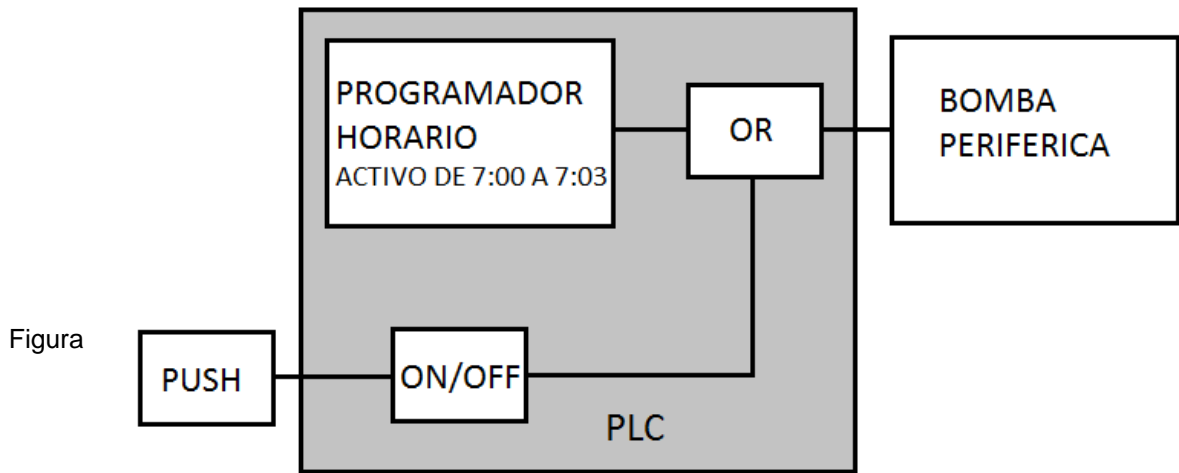 PROGRAMADOR
HORARIO
ACTIVO DE 7:00 A 7:03
OR
BOMBA
PERIFERICA
Figura
PUSH
ON/OFF
PLC